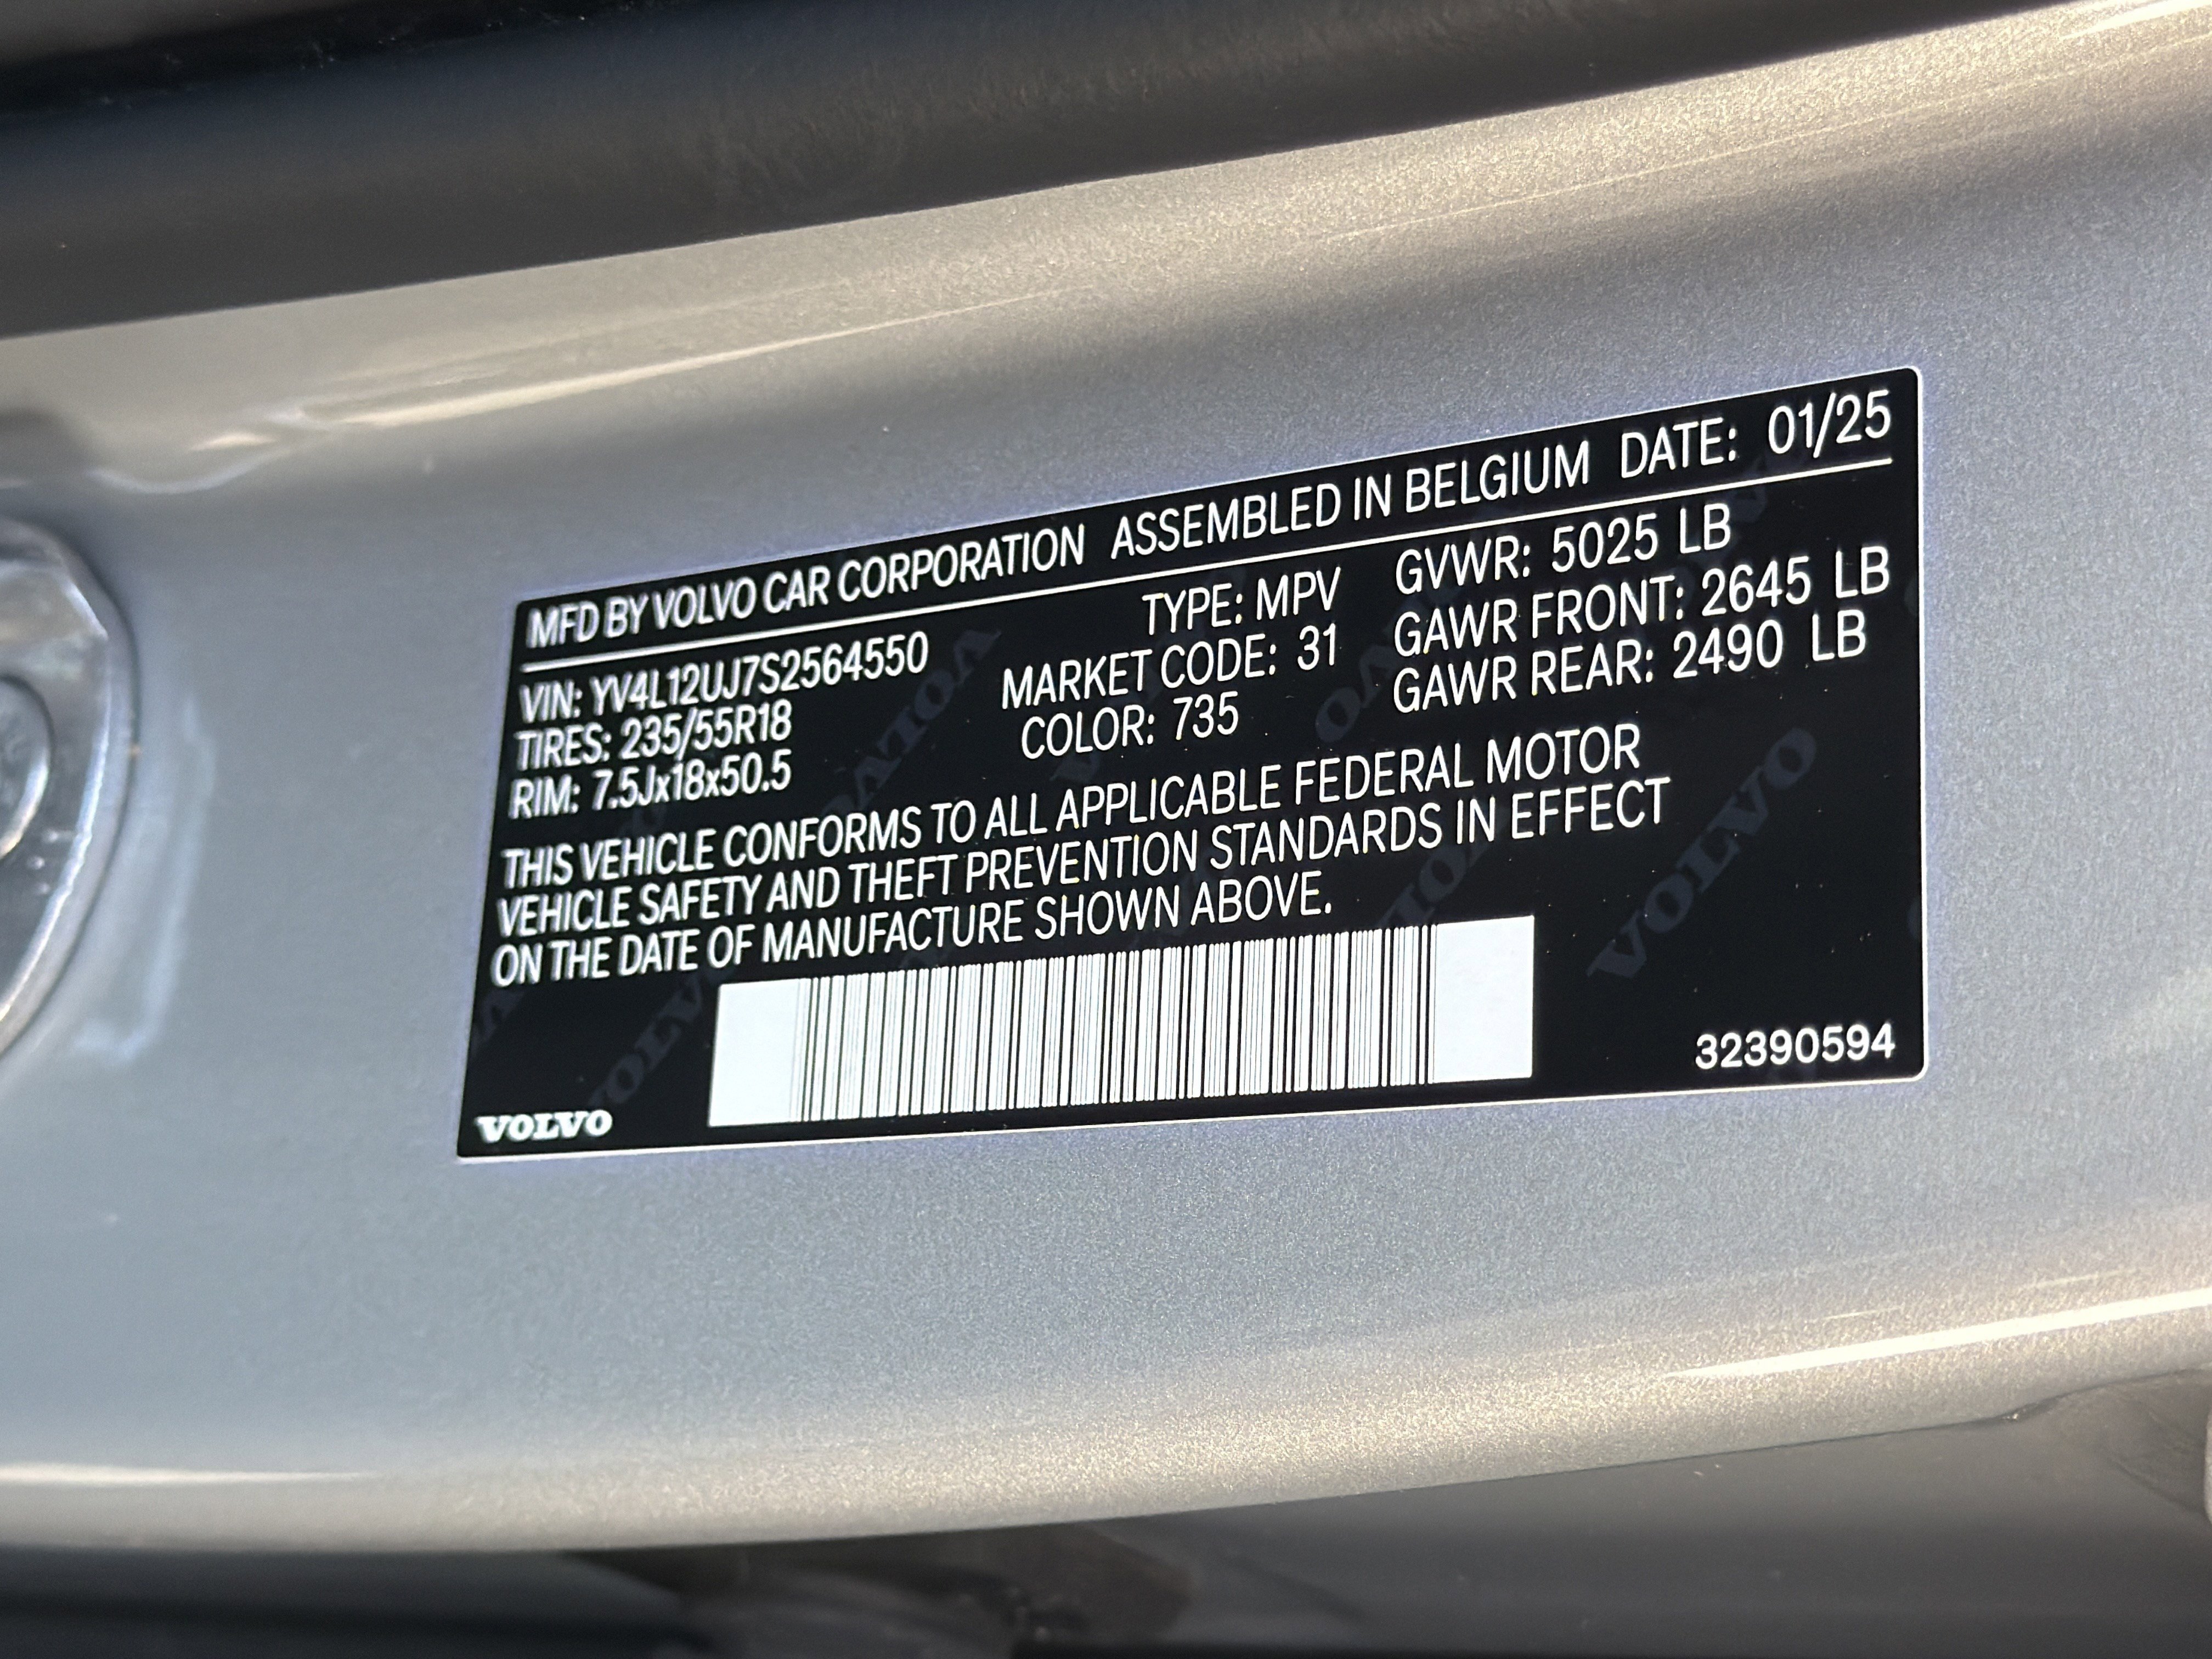 MFD BY VOLVO CAR CORPORATION ASSEMBLED IN BELGIUM DATE: 01/25
VIN: YV4L12UJ7S2564550 TYPE: MPV GVWR: 5025 LB
TIRES: 235/55R18 MARKET CODE: 31 GAWR FRONT: 2645 LB
RIM: 7.5Jx18x50.5 COLOR: 735 GAWR REAR: 2490 LB
THIS VEHICLE CONFORMS TO ALL APPLICABLE FEDERAL MOTOR
VEHICLE SAFETY AND THEFT PREVENTION STANDARDS IN EFFECT
ON THE DATE OF MANUFACTURE SHOWN ABOVE.
VOLVO 32390594